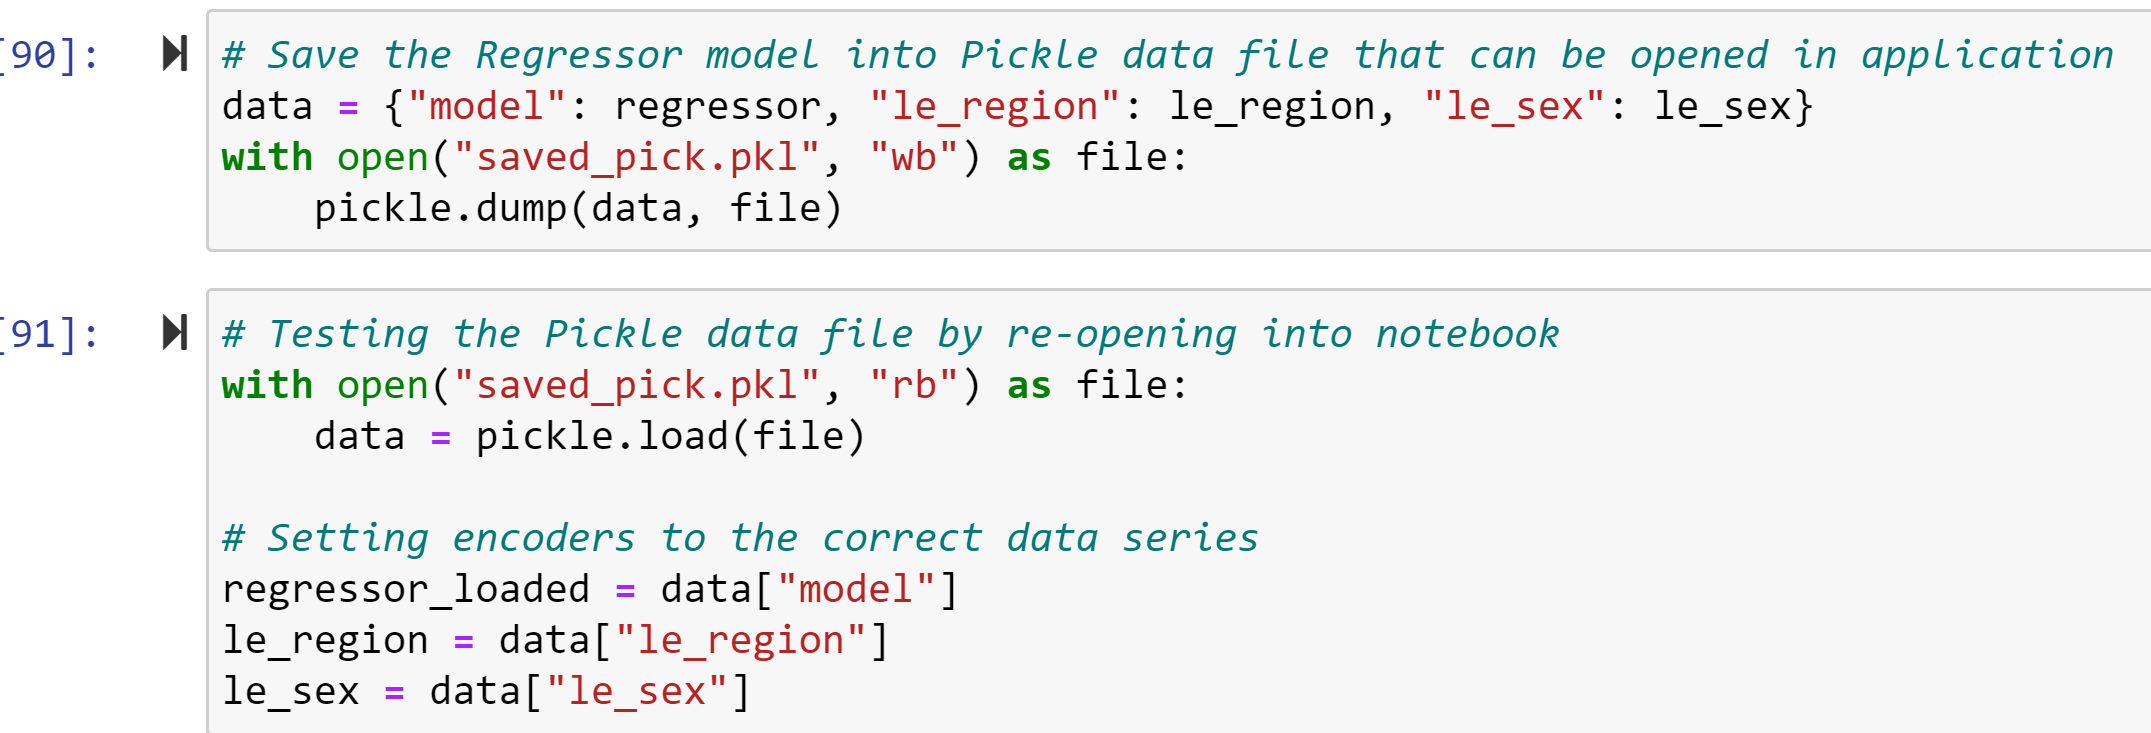 [90]:
# Save the Regressor model into Pickle data file that can be opened in application
data = {"model": regressor, "le_region": le_region, "le_sex": le_sex}
with open("saved_pick.pkl", "wb") as file:
    pickle.dump(data, file)
[91]:
# Testing the Pickle data file by re-opening into notebook
with open("saved_pick.pkl", "rb") as file:
    data = pickle.load(file)
# Setting encoders to the correct data series
regressor_loaded = data["model"]
le_region = data["le_region"]
le_sex = data["le_sex"]